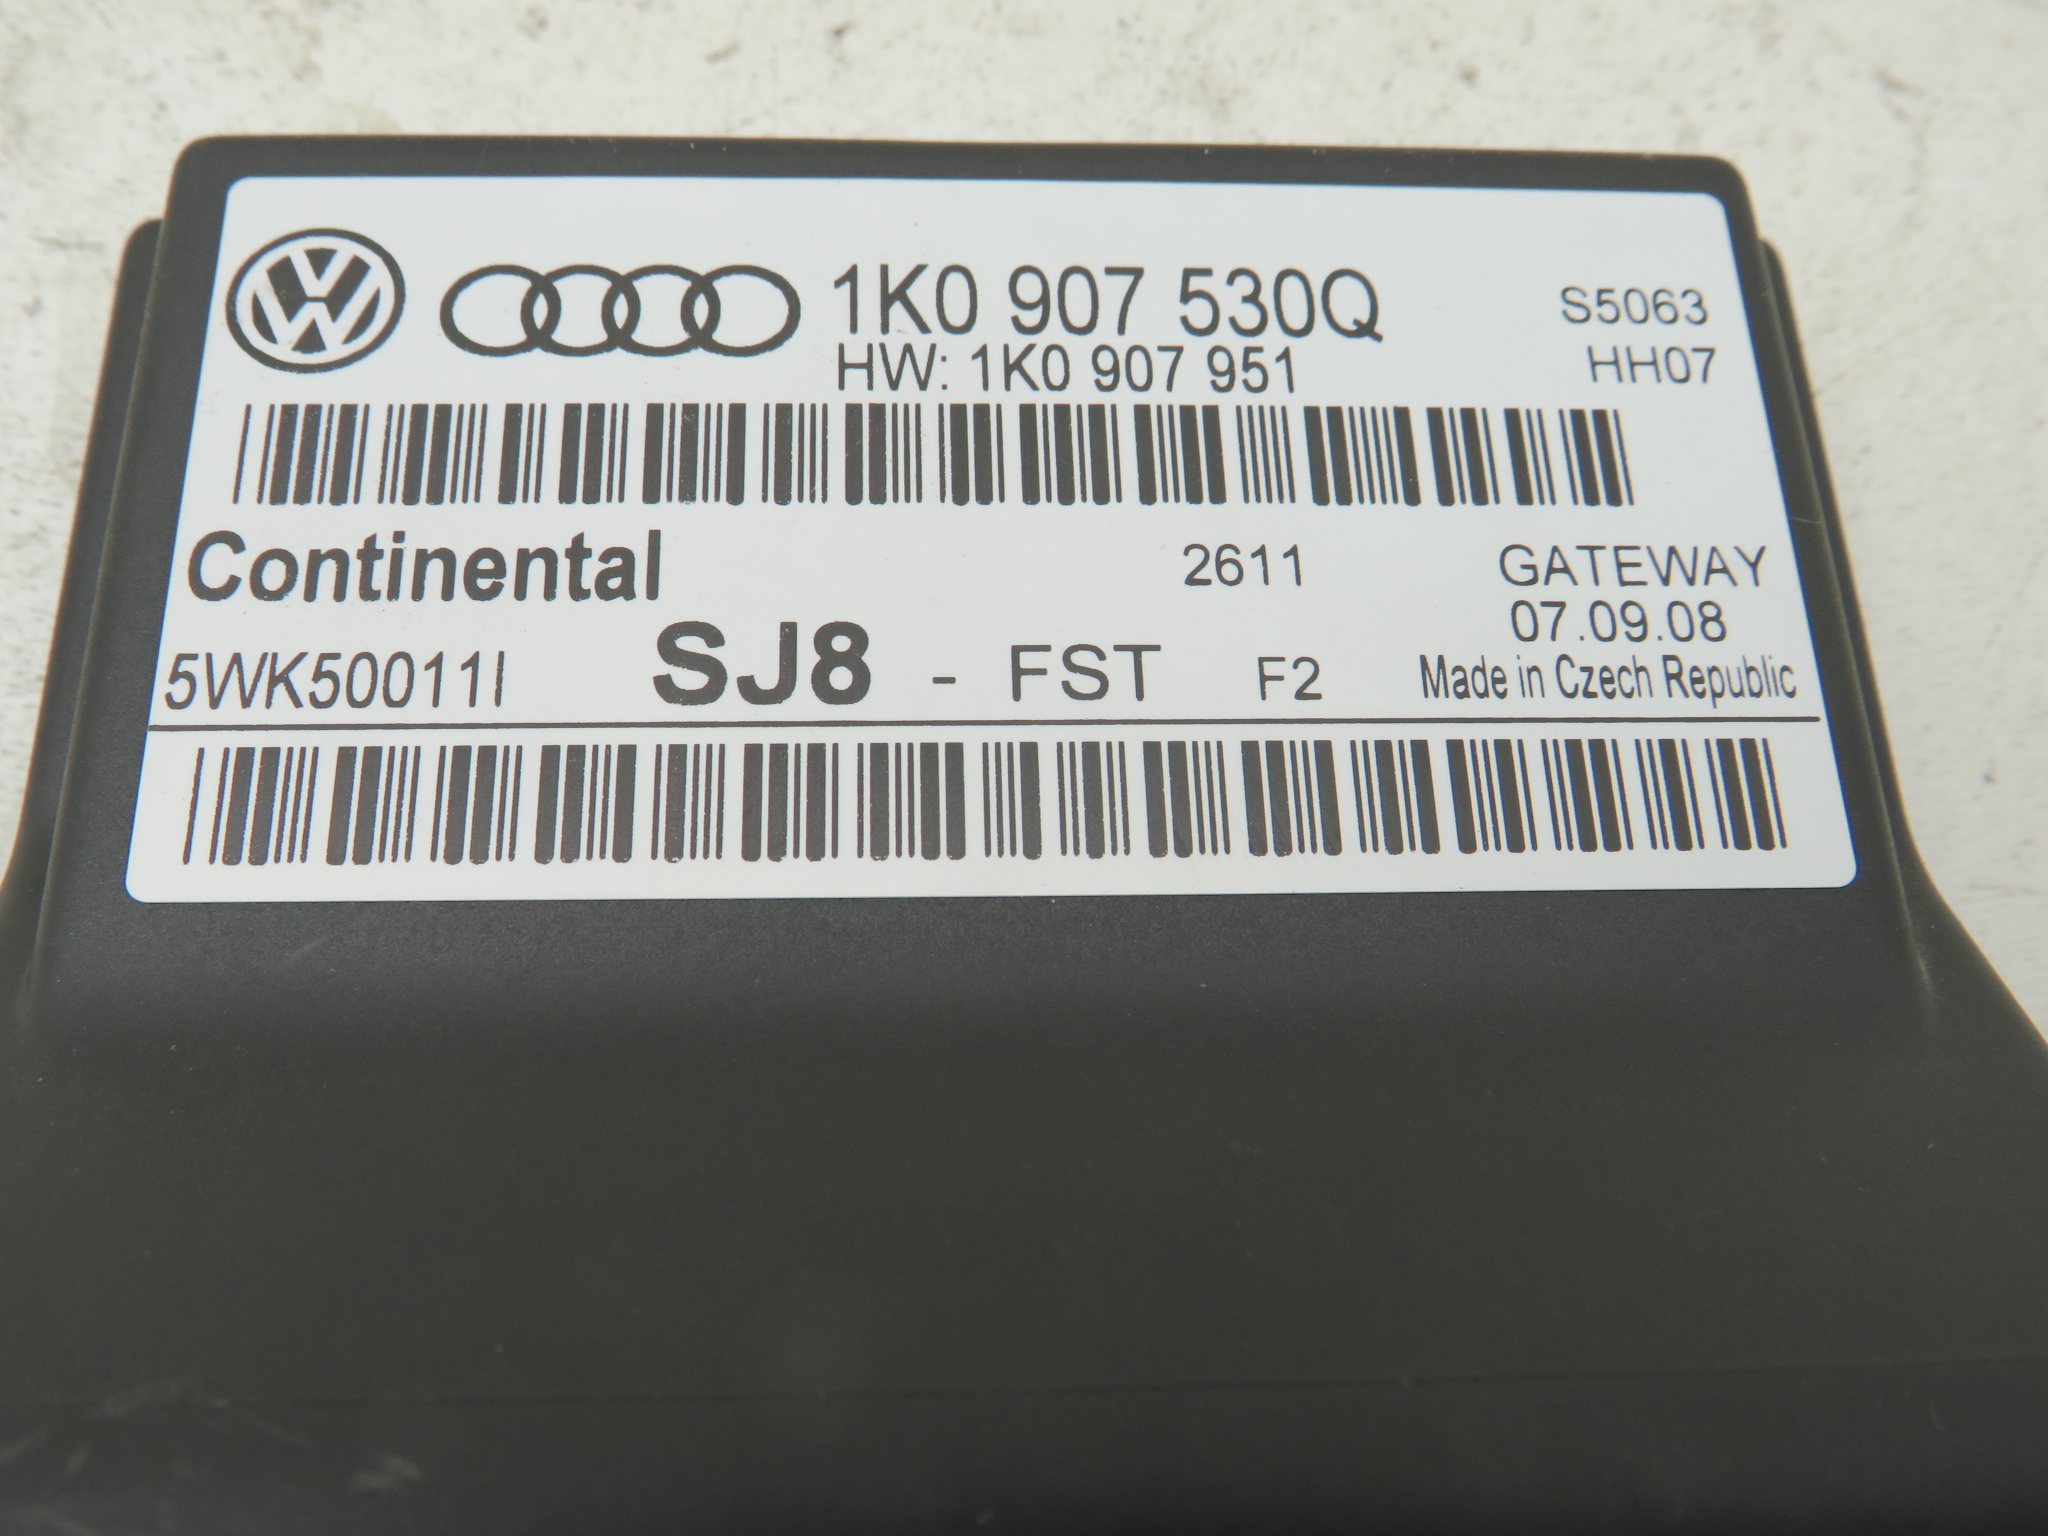 1K0 907 530Q S5063
HW: 1K0 907 951 HH07
Continental 2611 GATEWAY
07.09.08
5WK50011I SJ8 - FST F2 Made in Czech Republic